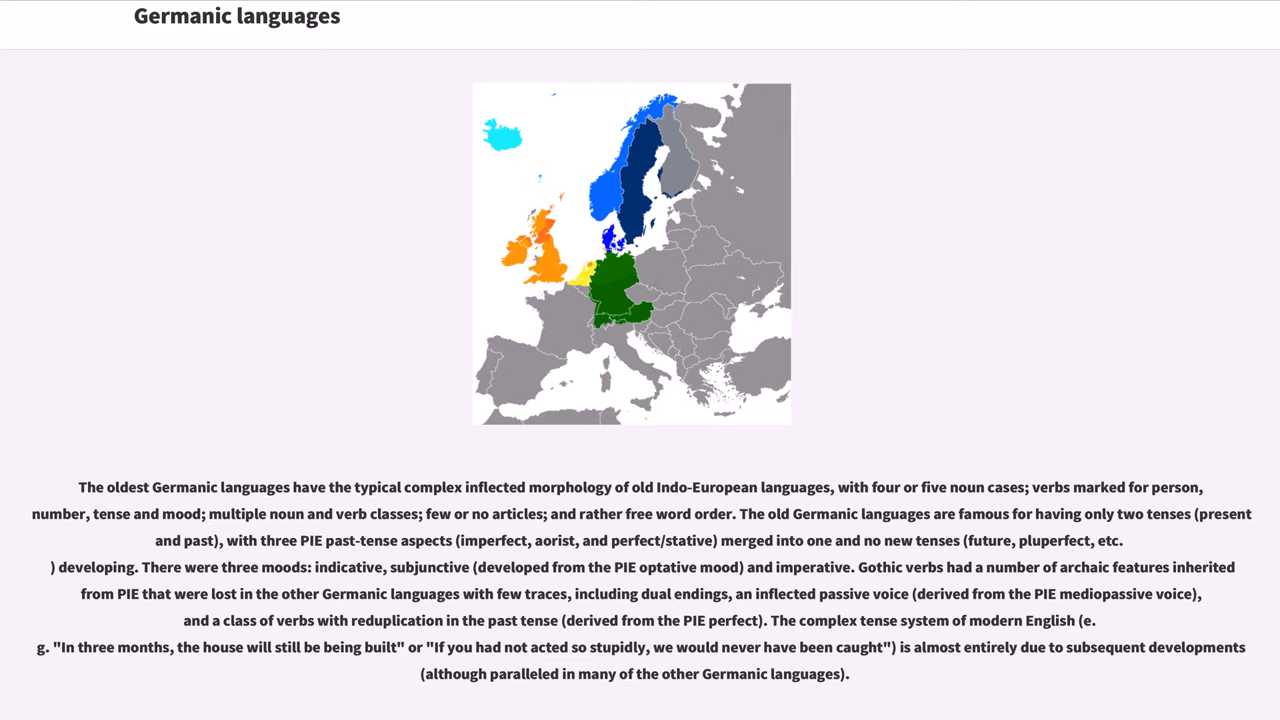 Germanic languages
The oldest Germanic languages have the typical complex inflected morphology of old Indo-European languages, with four or five noun cases; verbs marked for person,
number, tense and mood; multiple noun and verb classes; few or no articles; and rather free word order. The old Germanic languages are famous for having only two tenses (present
and past), with three PIE past-tense aspects (imperfect, aorist, and perfect/stative) merged into one and no new tenses (future, pluperfect, etc.
) developing. There were three moods: indicative, subjunctive (developed from the PIE optative mood) and imperative. Gothic verbs had a number of archaic features inherited
from PIE that were lost in the other Germanic languages with few traces, including dual endings, an inflected passive voice (derived from the PIE mediopassive voice),
and a class of verbs with reduplication in the past tense (derived from the PIE perfect). The complex tense system of modern English (e.
g. "In three months, the house will still be being built" or "If you had not acted so stupidly, we would never have been caught") is almost entirely due to subsequent developments
(although paralleled in many of the other Germanic languages).